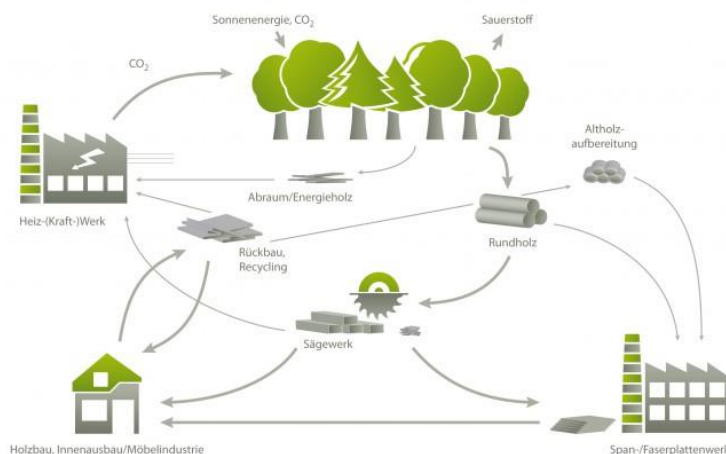 Sonnenenergie, CO₂
Sauerstoff
CO₂
Altholz-
aufbereitung
Abraum/Energieholz
Heiz-(Kraft-)Werk
Rückbau,
Recycling
Rundholz
Sägewerk
Holzbau, Innenausbau/Möbelindustrie
Span-/Faserplattenwerk